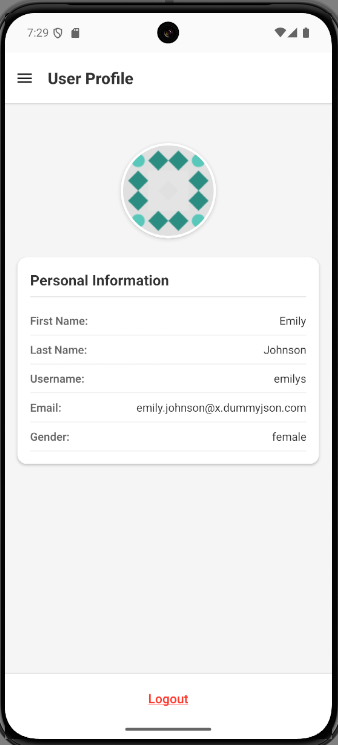 7:29
User Profile
Personal Information
First Name: Emily
Last Name: Johnson
Username: emilys
Email: emily.johnson@x.dummyjson.com
Gender: female
Logout